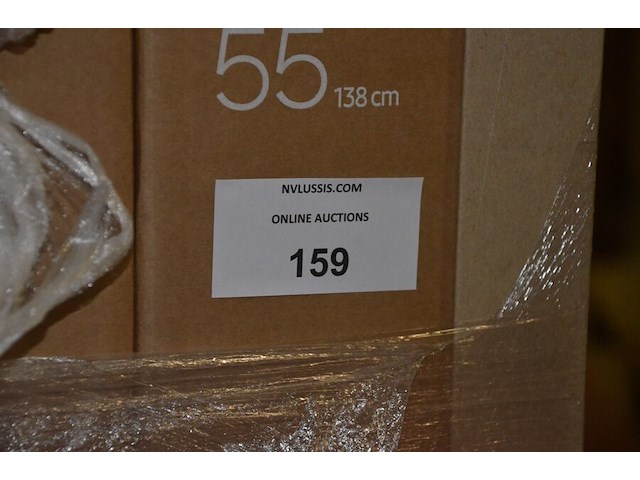 55 138 cm
NVLUSSIS.COM
ONLINE AUCTIONS
159